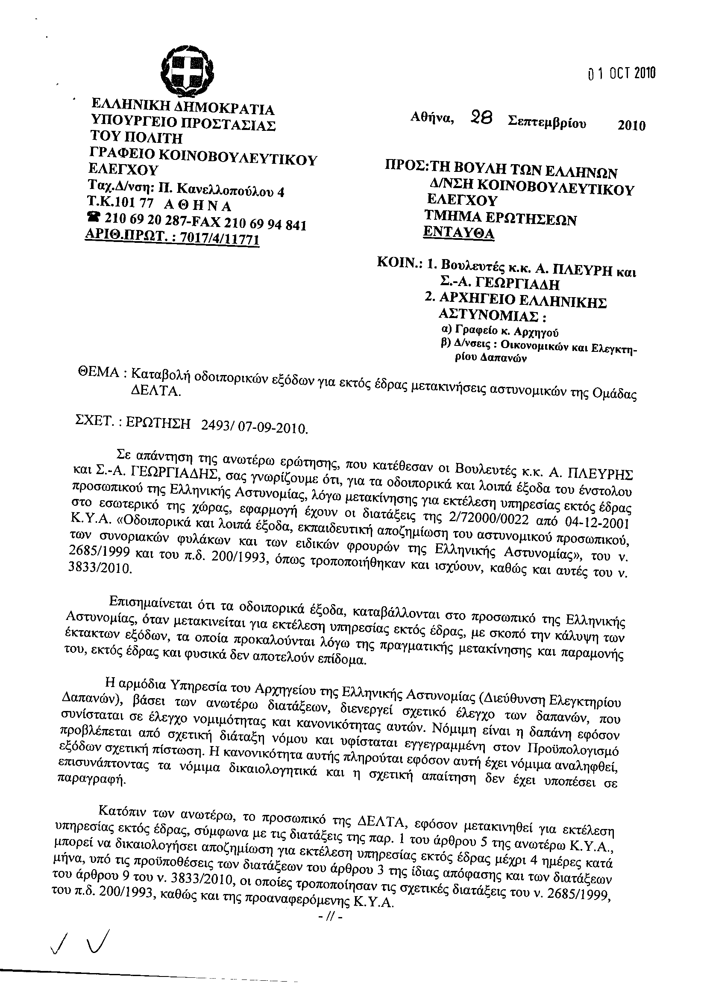 01 OCT 2010
ΕΛΛΗΝΙΚΗ ΔΗΜΟΚΡΑΤΙΑ
ΥΠΟΥΡΓΕΙΟ ΠΡΟΣΤΑΣΙΑΣ
ΤΟΥ ΠΟΛΙΤΗ
ΓΡΑΦΕΙΟ ΚΟΙΝΟΒΟΥΛΕΥΤΙΚΟΥ
ΕΛΕΓΧΟΥ
Ταχ.Δ/νση: Π. Κανελλοπούλου 4
Τ.Κ.101 77 Α Θ Η Ν Α
☎ 210 69 20 287-FAX 210 69 94 841
ΑΡΙΘ.ΠΡΩΤ. : 7017/4/11771
Αθήνα, 28 Σεπτεμβρίου 2010
ΠΡΟΣ:ΤΗ ΒΟΥΛΗ ΤΩΝ ΕΛΛΗΝΩΝ
Δ/ΝΣΗ ΚΟΙΝΟΒΟΥΛΕΥΤΙΚΟΥ
ΕΛΕΓΧΟΥ
ΤΜΗΜΑ ΕΡΩΤΗΣΕΩΝ
ΕΝΤΑΥΘΑ
ΚΟΙΝ.: 1. Βουλευτές κ.κ. Α. ΠΛΕΥΡΗ και
Σ.-Α. ΓΕΩΡΓΙΑΔΗ
2. ΑΡΧΗΓΕΙΟ ΕΛΛΗΝΙΚΗΣ
ΑΣΤΥΝΟΜΙΑΣ :
α) Γραφείο κ. Αρχηγού
β) Δ/νσεις : Οικονομικών και Ελεγκτη-
ρίου Δαπανών
ΘΕΜΑ : Καταβολή οδοιπορικών εξόδων για εκτός έδρας μετακινήσεις αστυνομικών της Ομάδας
ΔΕΛΤΑ.
ΣΧΕΤ. : ΕΡΩΤΗΣΗ 2493/ 07-09-2010.
Σε απάντηση της ανωτέρω ερώτησης, που κατέθεσαν οι Βουλευτές κ.κ. Α. ΠΛΕΥΡΗΣ
και Σ.-Α. ΓΕΩΡΓΙΑΔΗΣ, σας γνωρίζουμε ότι, για τα οδοιπορικά και λοιπά έξοδα του ένστολου
προσωπικού της Ελληνικής Αστυνομίας, λόγω μετακίνησης για εκτέλεση υπηρεσίας εκτός έδρας
στο εσωτερικό της χώρας, εφαρμογή έχουν οι διατάξεις της 2/72000/0022 από 04-12-2001
Κ.Υ.Α. «Οδοιπορικά και λοιπά έξοδα, εκπαιδευτική αποζημίωση του αστυνομικού προσωπικού,
των συνοριακών φυλάκων και των ειδικών φρουρών της Ελληνικής Αστυνομίας», του ν.
2685/1999 και του π.δ. 200/1993, όπως τροποποιήθηκαν και ισχύουν, καθώς και αυτές του ν.
3833/2010.
Επισημαίνεται ότι τα οδοιπορικά έξοδα, καταβάλλονται στο προσωπικό της Ελληνικής
Αστυνομίας, όταν μετακινείται για εκτέλεση υπηρεσίας εκτός έδρας, με σκοπό την κάλυψη των
έκτακτων εξόδων, τα οποία προκαλούνται λόγω της πραγματικής μετακίνησης και παραμονής
του, εκτός έδρας και φυσικά δεν αποτελούν επίδομα.
Η αρμόδια Υπηρεσία του Αρχηγείου της Ελληνικής Αστυνομίας (Διεύθυνση Ελεγκτηρίου
Δαπανών), βάσει των ανωτέρω διατάξεων, διενεργεί σχετικό έλεγχο των δαπανών, που
συνίσταται σε έλεγχο νομιμότητας και κανονικότητας αυτών. Νόμιμη είναι η δαπάνη εφόσον
προβλέπεται από σχετική διάταξη νόμου και υφίσταται εγγεγραμμένη στον Προϋπολογισμό
εξόδων σχετική πίστωση. Η κανονικότητα αυτής πληρούται εφόσον αυτή έχει νόμιμα αναληφθεί,
επισυνάπτοντας τα νόμιμα δικαιολογητικά και η σχετική απαίτηση δεν έχει υποπέσει σε
παραγραφή.
Κατόπιν των ανωτέρω, το προσωπικό της ΔΕΛΤΑ, εφόσον μετακινηθεί για εκτέλεση
υπηρεσίας εκτός έδρας, σύμφωνα με τις διατάξεις της παρ. 1 του άρθρου 5 της ανωτέρω Κ.Υ.Α.,
μπορεί να δικαιολογήσει αποζημίωση για εκτέλεση υπηρεσίας εκτός έδρας μέχρι 4 ημέρες κατά
μήνα, υπό τις προϋποθέσεις των διατάξεων του άρθρου 3 της ίδιας απόφασης και των διατάξεων
του άρθρου 9 του ν. 3833/2010, οι οποίες τροποποίησαν τις σχετικές διατάξεις του ν. 2685/1999,
του π.δ. 200/1993, καθώς και της προαναφερόμενης Κ.Υ.Α.
- // -